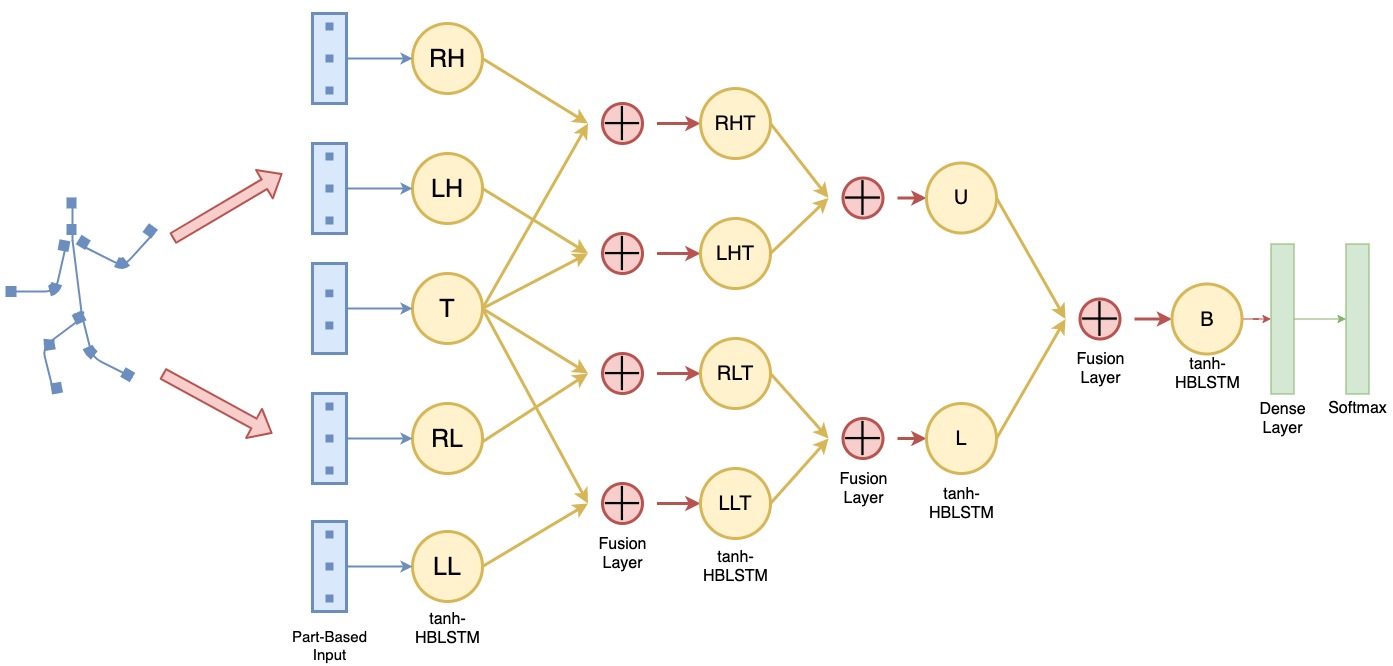 RH
LH
T
RL
LL
tanh-
HBLSTM
Part-Based
Input
Fusion
Layer
RHT
LHT
RLT
LLT
tanh-
HBLSTM
Fusion
Layer
U
L
tanh-
HBLSTM
Fusion
Layer
B
tanh-
HBLSTM
Dense
Layer
Softmax